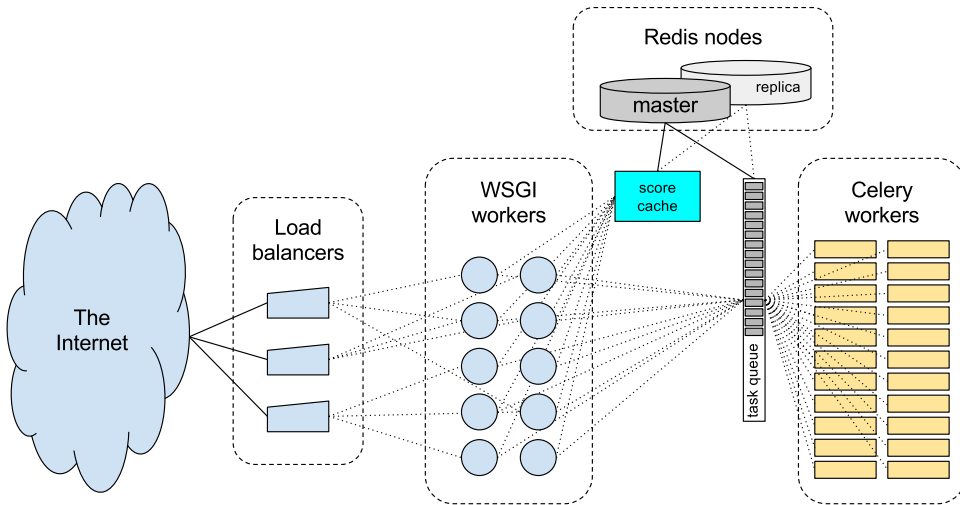 Redis nodes
replica
master
WSGI
workers
score
cache
Celery
workers
Load
balancers
The
Internet
task queue